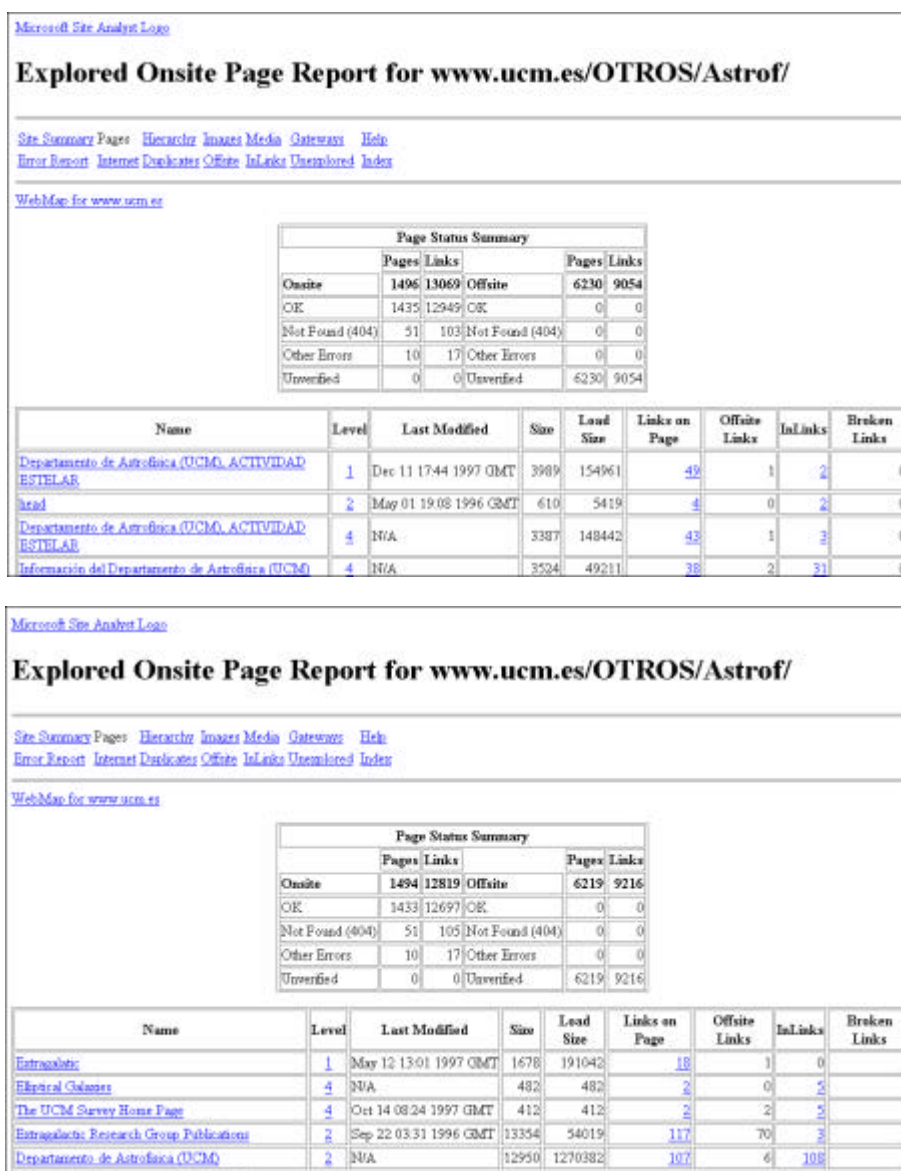 Microsoft Site Analyst Logo
Explored Onsite Page Report for www.ucm.es/OTROS/Astrof/
Site Summary Pages Hierarchy Images Media Gateways Help
Error Report Internet Duplicates Offsite InLinks Unexplored Index
WebMap for www.ucm.es
Page Status Summary
Pages Links Pages Links
Onsite 1496 13069 Offsite 6230 9054
OK 1435 12949 OK 0 0
Not Found (404) 51 103 Not Found (404) 0 0
Other Errors 10 17 Other Errors 0 0
Unverified 0 0 Unverified 6230 9054
Name Level Last Modified Size Load Size Links on Page Offsite Links InLinks Broken Links
Departamento de Astrofísica (UCM), ACTIVIDAD ESTELAR 1 Dec 11 17:44 1997 GMT 3989 154961 49 1 2
head 2 May 01 19:08 1996 GMT 610 5419 4 0 2
Departamento de Astrofísica (UCM), ACTIVIDAD ESTELAR 4 N/A 3387 148442 43 1 3
Información del Departamento de Astrofísica (UCM) 4 N/A 3524 49211 38 2 31
Microsoft Site Analyst Logo
Explored Onsite Page Report for www.ucm.es/OTROS/Astrof/
Site Summary Pages Hierarchy Images Media Gateways Help
Error Report Internet Duplicates Offsite InLinks Unexplored Index
WebMap for www.ucm.es
Page Status Summary
Pages Links Pages Links
Onsite 1494 12819 Offsite 6219 9216
OK 1433 12697 OK 0 0
Not Found (404) 51 105 Not Found (404) 0 0
Other Errors 10 17 Other Errors 0 0
Unverified 0 0 Unverified 6219 9216
Name Level Last Modified Size Load Size Links on Page Offsite Links InLinks Broken Links
Extragalatic 1 May 12 13:01 1997 GMT 1678 191042 18 1 0
Elliptical Galaxies 4 N/A 482 482 2 0 5
The UCM Survey Home Page 4 Oct 14 08:24 1997 GMT 412 412 2 2 5
Extragalactic Research Group Publications 2 Sep 22 03:31 1996 GMT 13354 54019 117 70 3
Departamento de Astrofísica (UCM) 2 N/A 12950 1270382 107 6 108